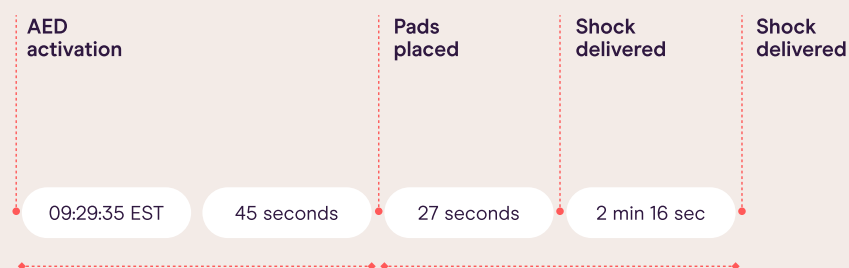 AED
activation
Pads
placed
Shock
delivered
Shock
delivered
09:29:35 EST
45 seconds
27 seconds
2 min 16 sec